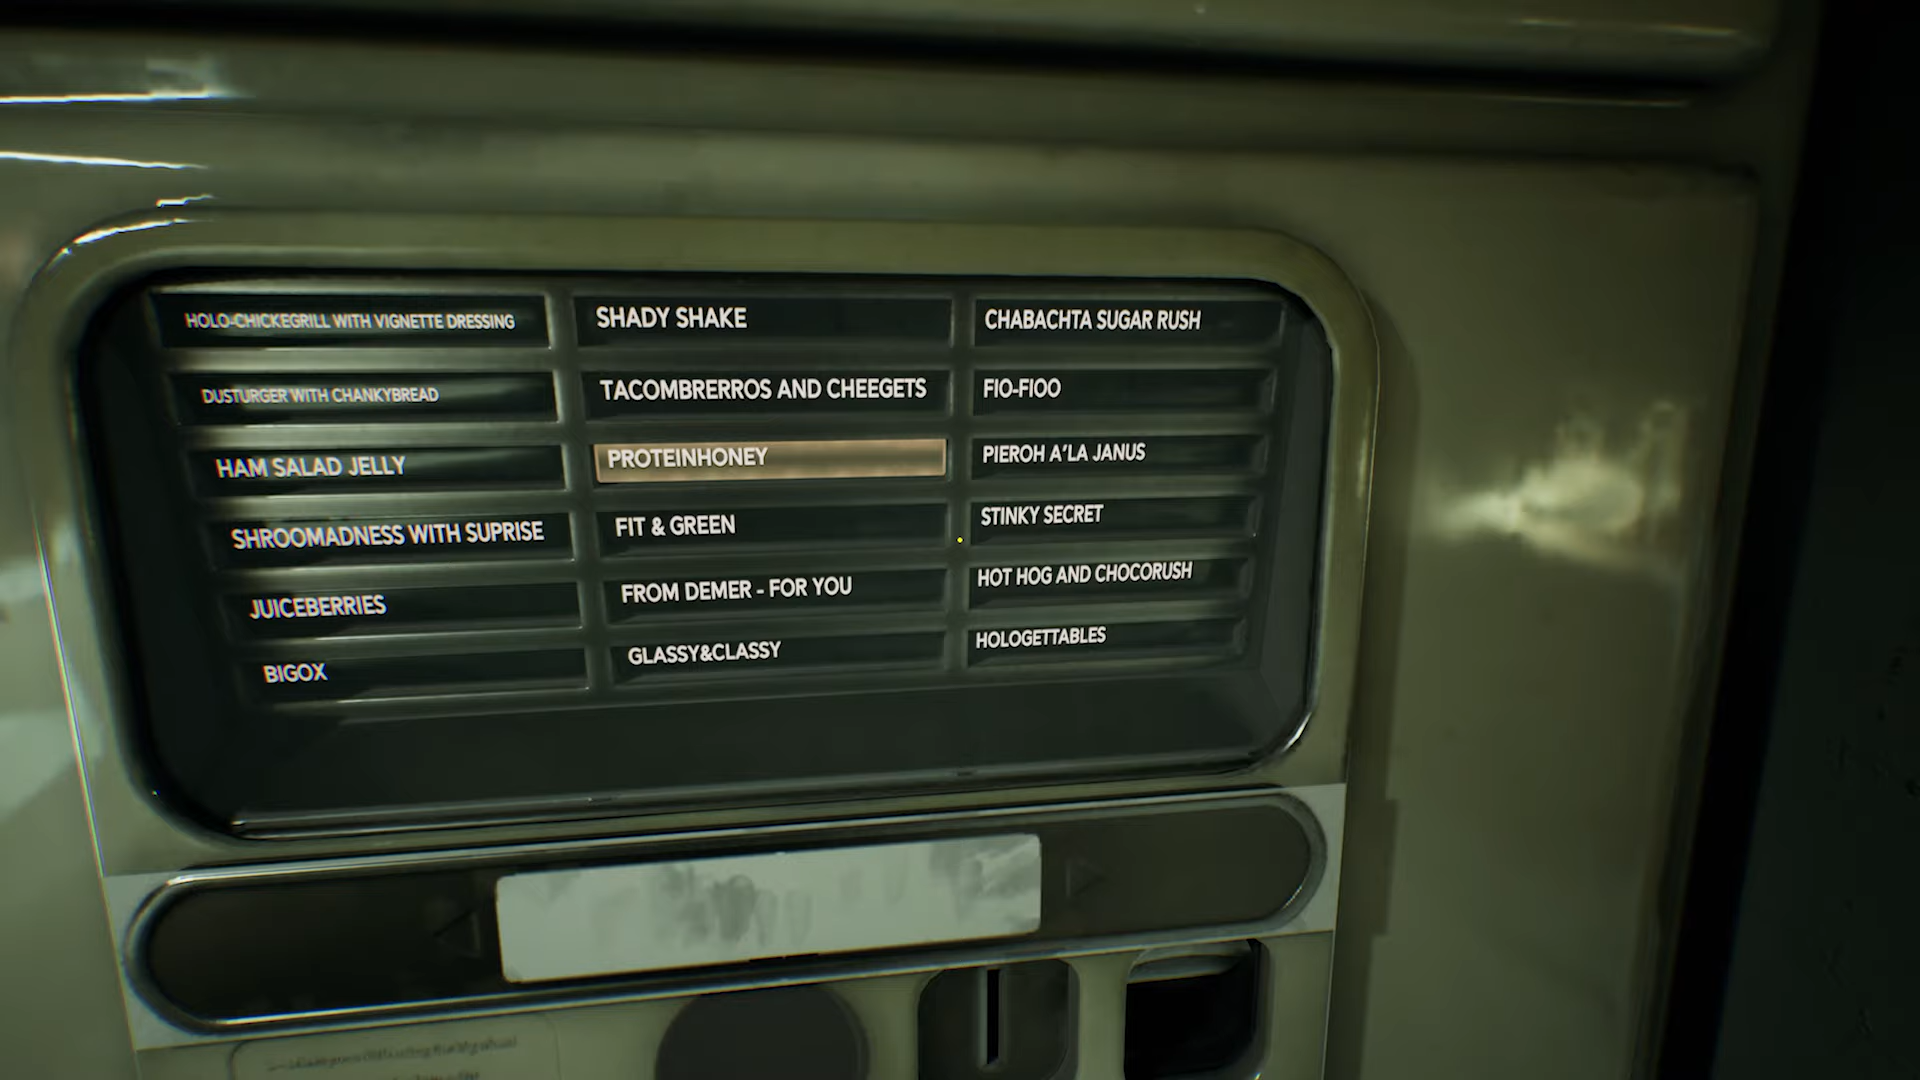 HOLO-CHICKEGRILL WITH VIGNETTE DRESSING
DUSTURGER WITH CHANKYBREAD
HAM SALAD JELLY
SHROOMADNESS WITH SUPRISE
JUICEBERRIES
BIGOX
SHADY SHAKE
TACOMBRERROS AND CHEEGETS
PROTEINHONEY
FIT & GREEN
FROM DEMER - FOR YOU
GLASSY&CLASSY
CHABACHTA SUGAR RUSH
FIO-FIOO
PIEROH A'LA JANUS
STINKY SECRET
HOT HOG AND CHOCORUSH
HOLOGETTABLES